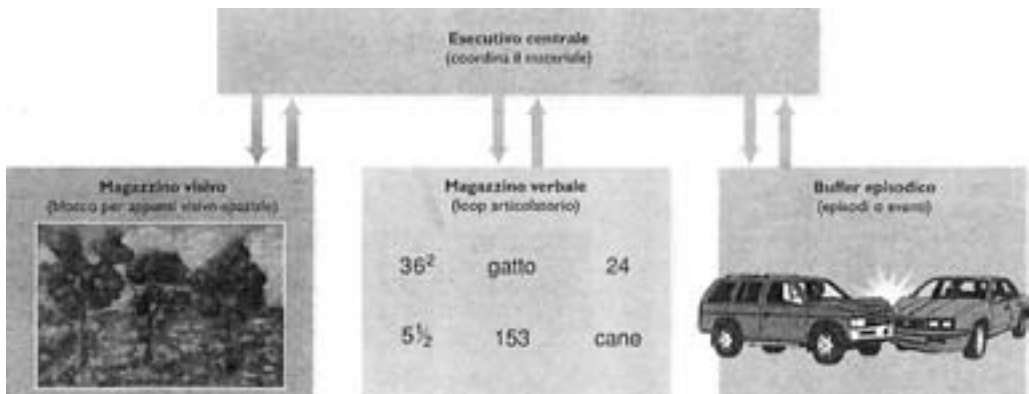 Esecutivo centrale
(coordina il materiale)
Magazzino visivo
(blocco per appunti visivo-spaziale)
Magazzino verbale
(loop articolatorio)
Buffer episodico
(episodi o eventi)
36² gatto 24
5½ 153 cane